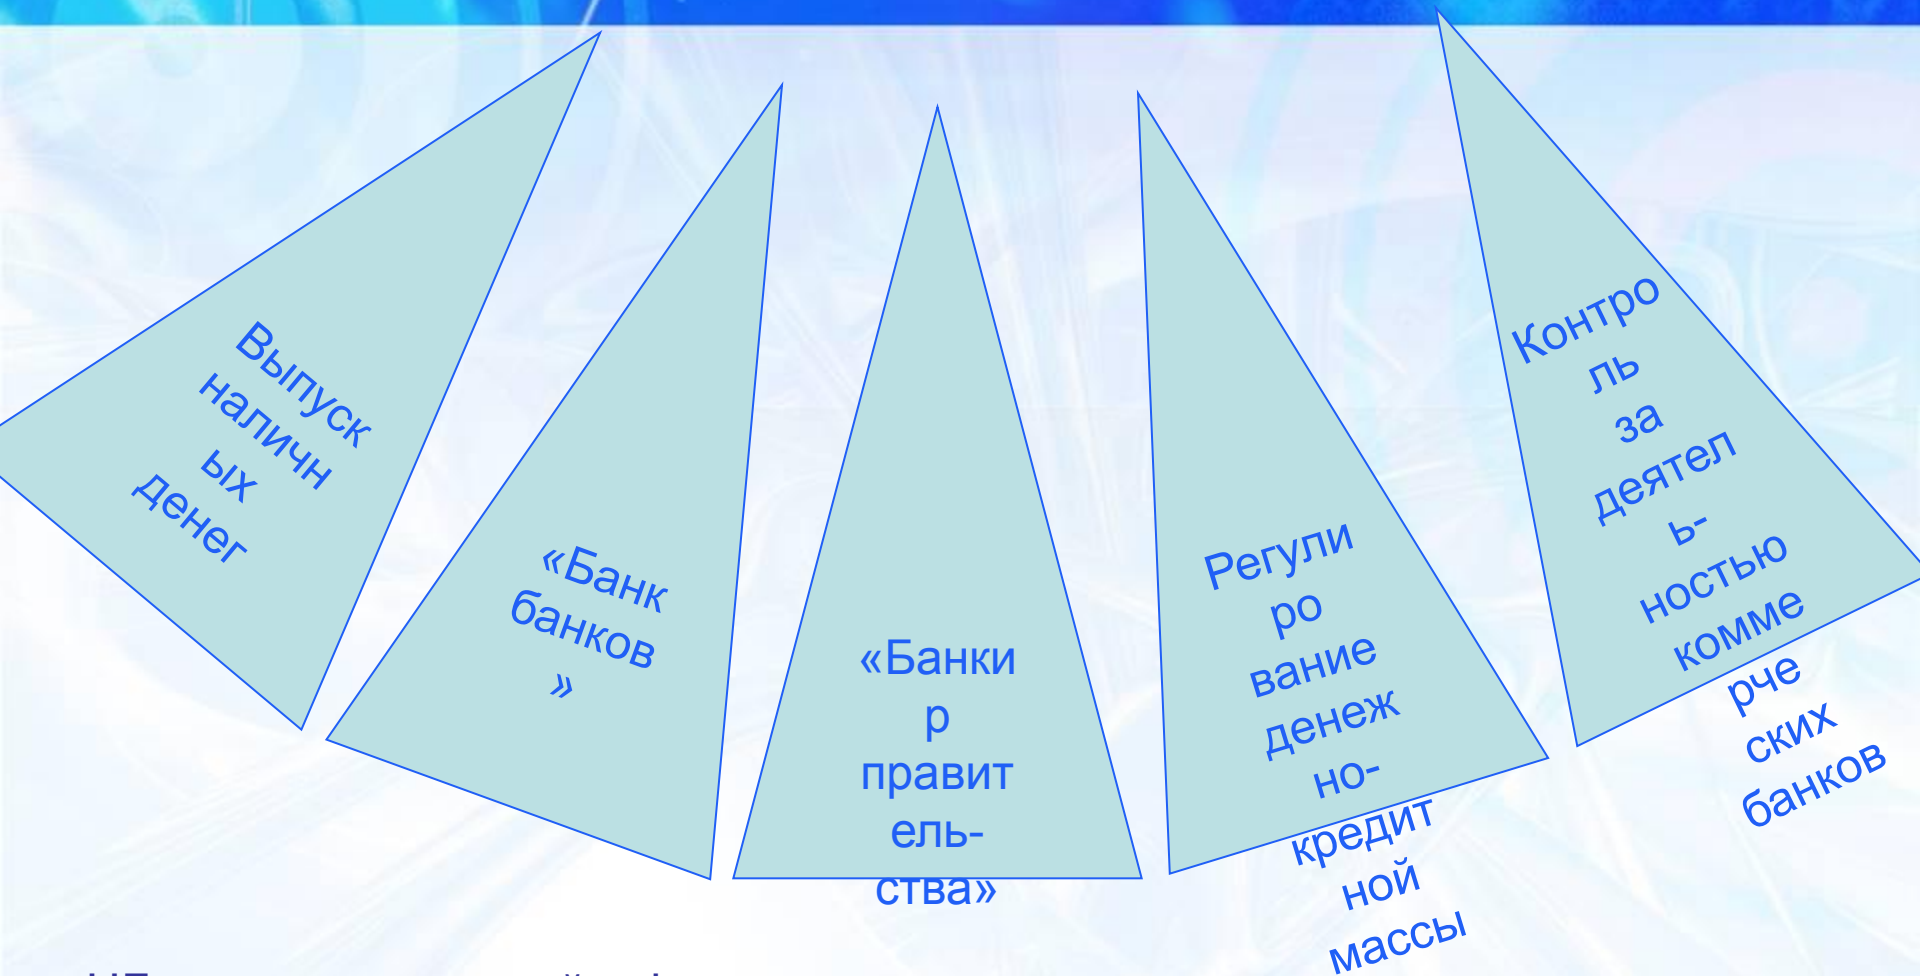 Выпуск
наличн
ых
денег
«Банк
банков
»
«Банки
р
правит
ель-
ства»
Регули
ро
вание
денеж
но-
кредит
ной
массы
Контро
ль
за
деятел
ь-
ностью
комме
рче
ских
банков